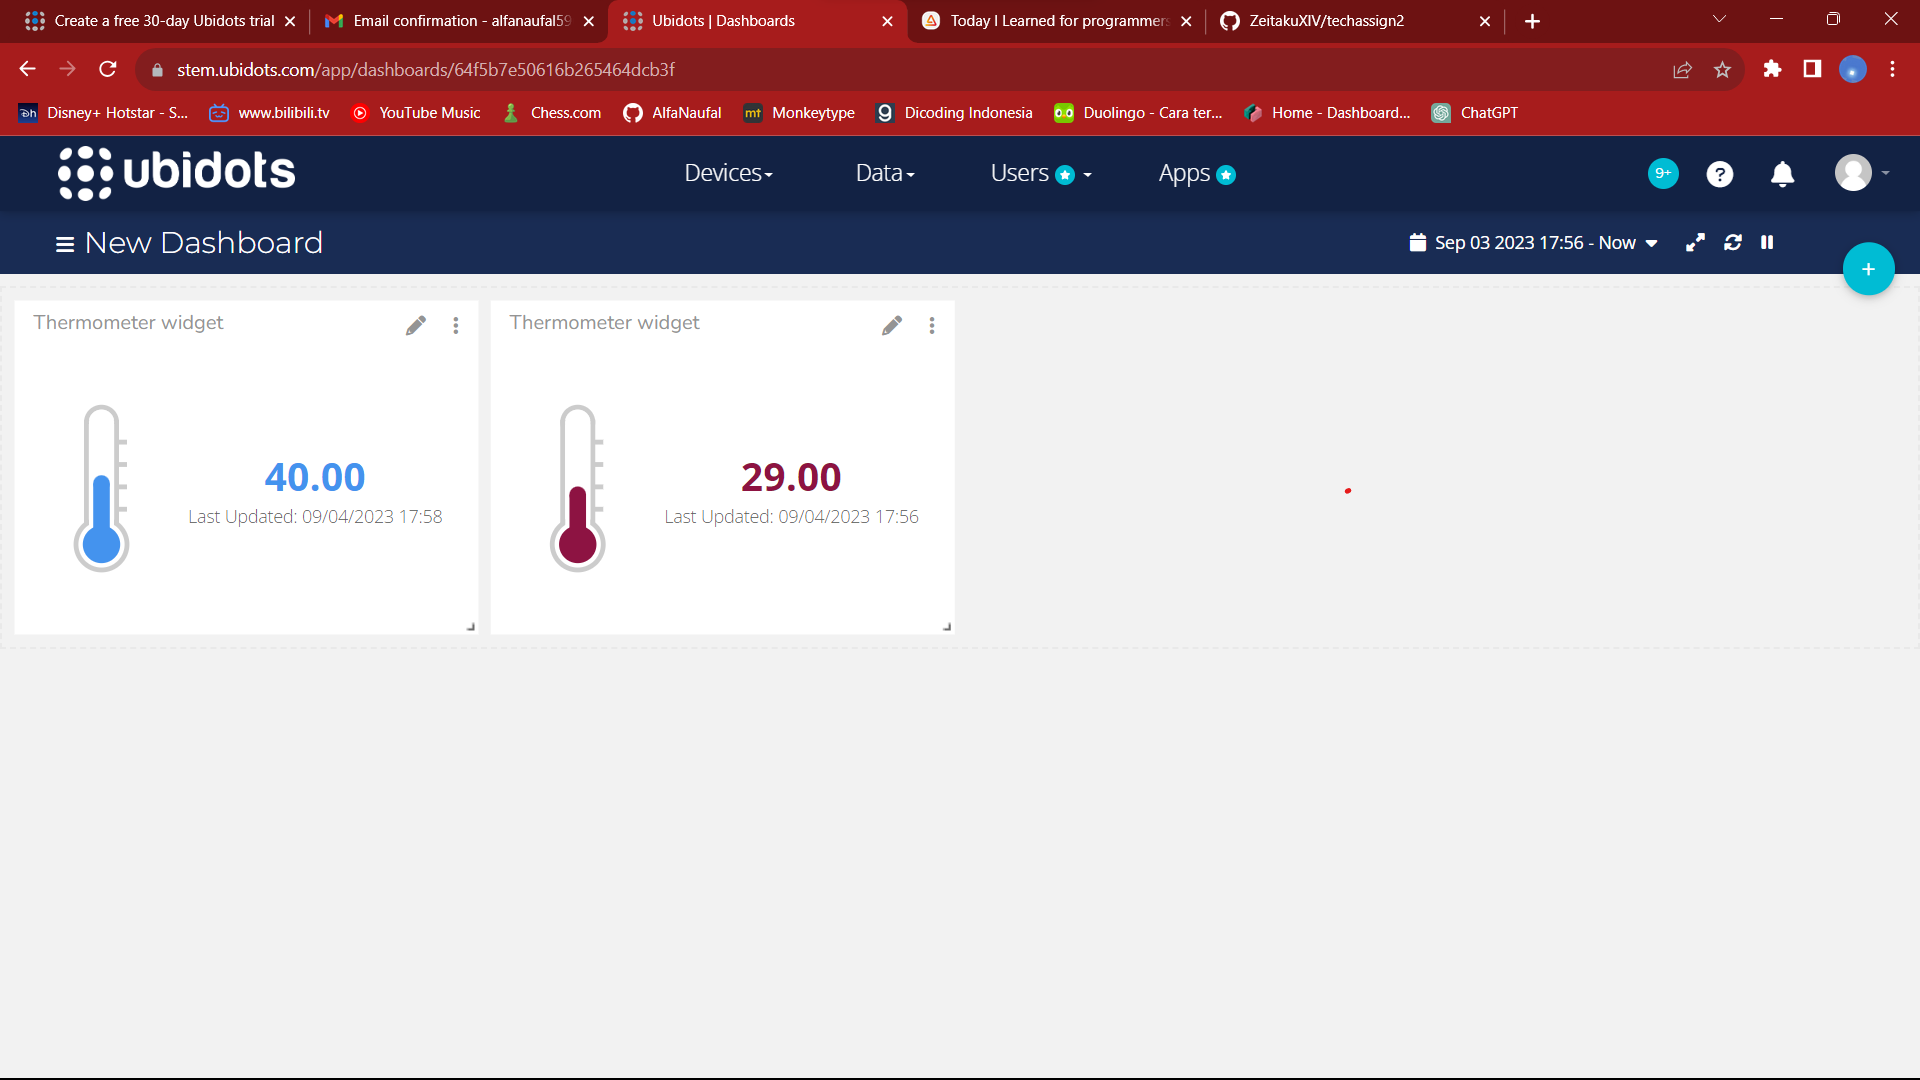 Create a free 30-day Ubidots trial
Email confirmation - alfanaufal59
Ubidots | Dashboards
Today I Learned for programmers
ZeitakuXIV/techassign2
stem.ubidots.com/app/dashboards/64f5b7e50616b265464dcb3f
Disney+ Hotstar - S...
www.bilibili.tv
YouTube Music
Chess.com
AlfaNaufal
mt
Monkeytype
Dicoding Indonesia
Duolingo - Cara ter...
Home - Dashboard...
ChatGPT
ubidots
Devices
Data
Users
Apps
9+
?
New Dashboard
Sep 03 2023 17:56 - Now
+
Thermometer widget
40.00
Last Updated: 09/04/2023 17:58
Thermometer widget
29.00
Last Updated: 09/04/2023 17:56